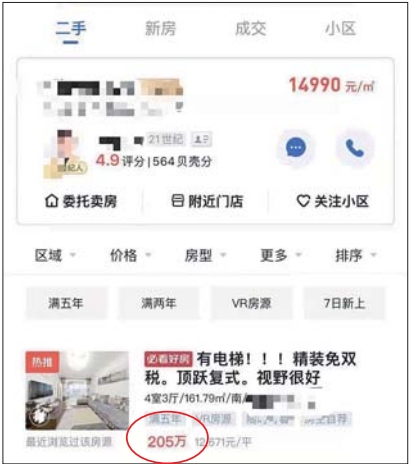 二手 新房 成交 小区
14990 元/㎡
21世纪
4.9 评分 | 564 贝壳分
委托卖房 附近门店 关注小区
区域 价格 房型 更多 排序
满五年 满两年 VR房源 7日新上
热推
必看好房 有电梯！！！精装免双
税。顶跃复式。视野很好
4室3厅/161.79㎡/南/
满五年 VR房源
最近浏览过该房源 205万 12671元/平